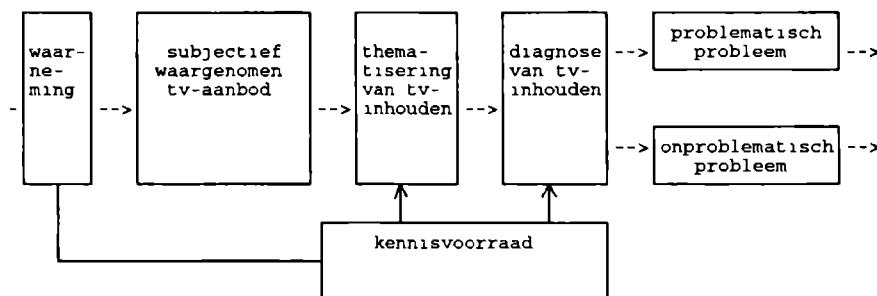 waar-
ne-
ming
subjectief
waargenomen
tv-aanbod
thema-
tisering
van tv-
inhouden
diagnose
van tv-
inhouden
problematisch
probleem
onproblematisch
probleem
kennisvoorraad